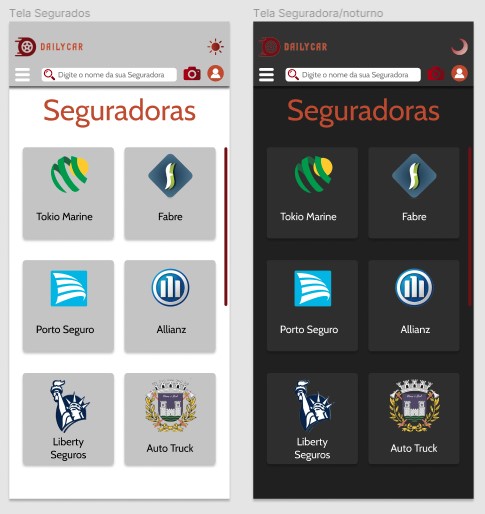 Tela Segurados
DAILYCAR
Digite o nome da sua Seguradora
Seguradoras
Tokio Marine
Fabre
Porto Seguro
Allianz
Liberty
Seguros
Auto Truck
Tela Seguradora/noturno
DAILYCAR
Digite o nome da sua Seguradora
Seguradoras
Tokio Marine
Fabre
Porto Seguro
Allianz
Liberty
Seguros
Auto Truck